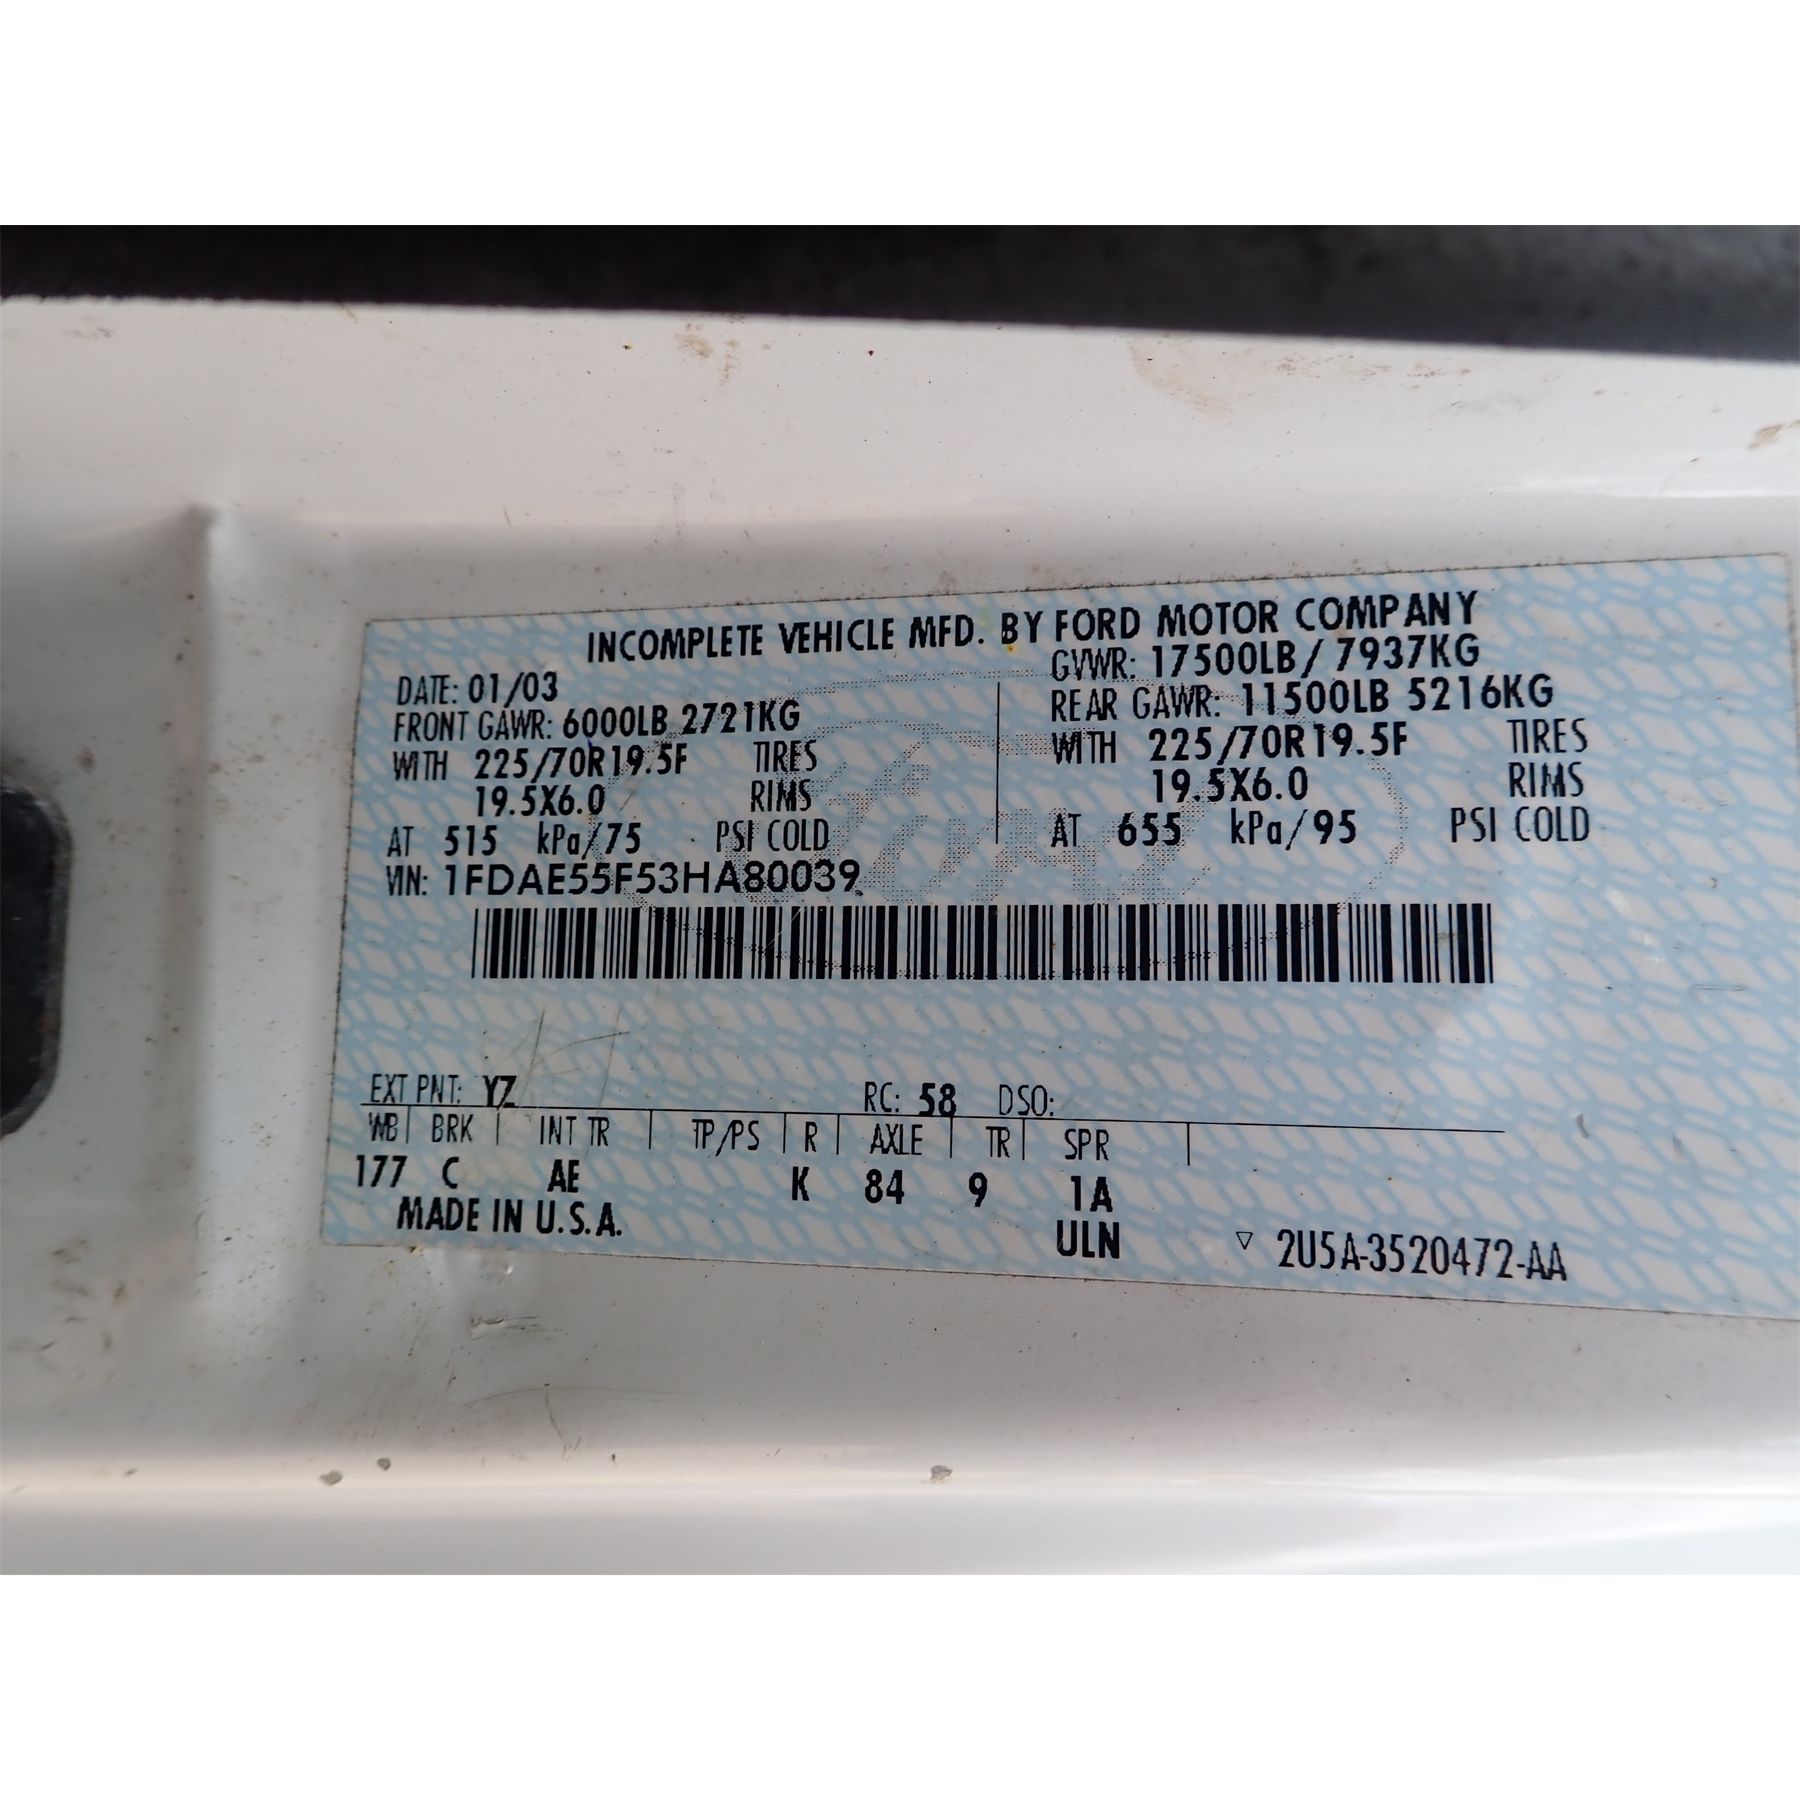 INCOMPLETE VEHICLE MFD. BY FORD MOTOR COMPANY
DATE: 01/03
GVWR: 17500LB/ 7937KG
FRONT GAWR: 6000LB 2721KG
REAR GAWR: 11500LB 5216KG
WITH 225/70R19.5F TIRES
WITH 225/70R19.5F TIRES
19.5X6.0 RIMS
19.5X6.0 RIMS
AT 515 kPa/75 PSI COLD
AT 655 kPa/95 PSI COLD
VIN: 1FDAE55F53HA80039
EXT PNT: YZ RC: 58 DSO:
WB BRK INT TR TP/PS R AXLE TR SPR
177 C AE K 84 9 1A
MADE IN U.S.A. ULN 2U5A-3520472-AA